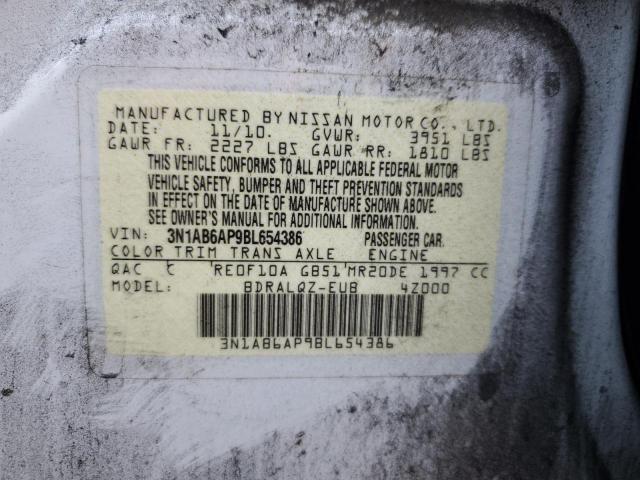 MANUFACTURED BY NISSAN MOTOR CO., LTD.
DATE: 11/10. GVWR: 3951 LBS
GAWR FR: 2227 LBS GAWR RR: 1810 LBS
THIS VEHICLE CONFORMS TO ALL APPLICABLE FEDERAL MOTOR
VEHICLE SAFETY, BUMPER AND THEFT PREVENTION STANDARDS
IN EFFECT ON THE DATE OF MANUFACTURE SHOWN ABOVE.
SEE OWNER'S MANUAL FOR ADDITIONAL INFORMATION.
VIN: 3N1AB6AP9BL654386 PASSENGER CAR.
COLOR TRIM TRANS AXLE ENGINE
QAC RE0F10A GB51 MR20DE 1997 CC
MODEL: BDRALQZ-EUB 4Z000
3N1AB6AP9BL654386